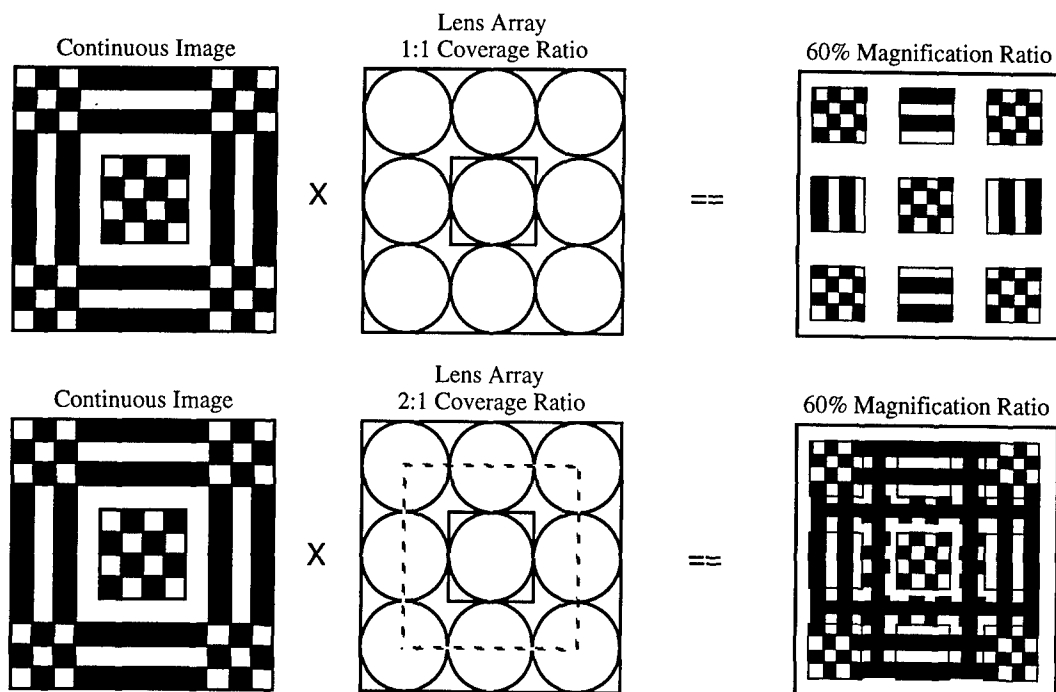 Continuous Image
Lens Array
1:1 Coverage Ratio
60% Magnification Ratio
X
==
Continuous Image
Lens Array
2:1 Coverage Ratio
60% Magnification Ratio
X
==